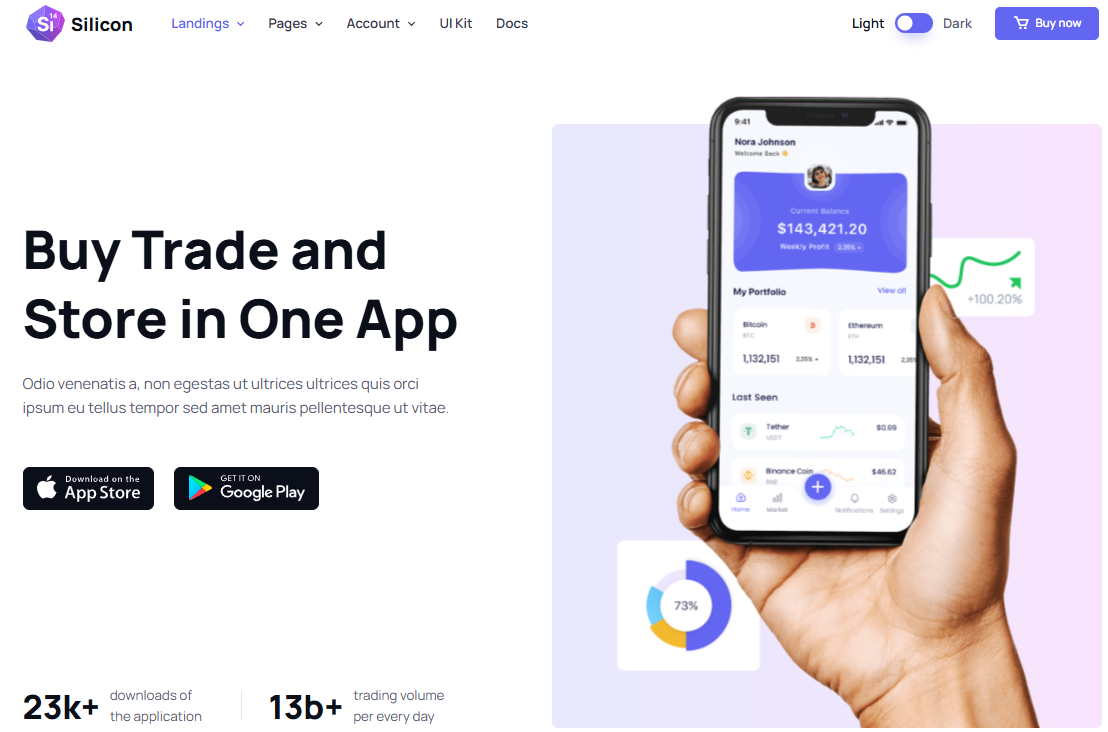 Si
14
Silicon
Landings
Pages
Account
UI Kit
Docs
Light
Dark
Buy now
Buy Trade and
Store in One App
Odio venenatis a, non egestas ut ultrices ultrices quis orci
ipsum eu tellus tempor sed amet mauris pellentesque ut vitae.
Download on the
App Store
GET IT ON
Google Play
23k+
downloads of
the application
13b+
trading volume
per every day
9:41
Nora Johnson
Welcome Back
Current Balance
$143,421.20
Weekly Profit
2,35%
My Portfolio
View all
Bitcoin
BTC
1,132,151
2,35%
Ethereum
ETH
1,132,151
2,35%
Last Seen
Tether
USDT
$0.99
Binance Coin
BNB
$45.62
Home
Market
Notifications
Settings
+100.20%
73%